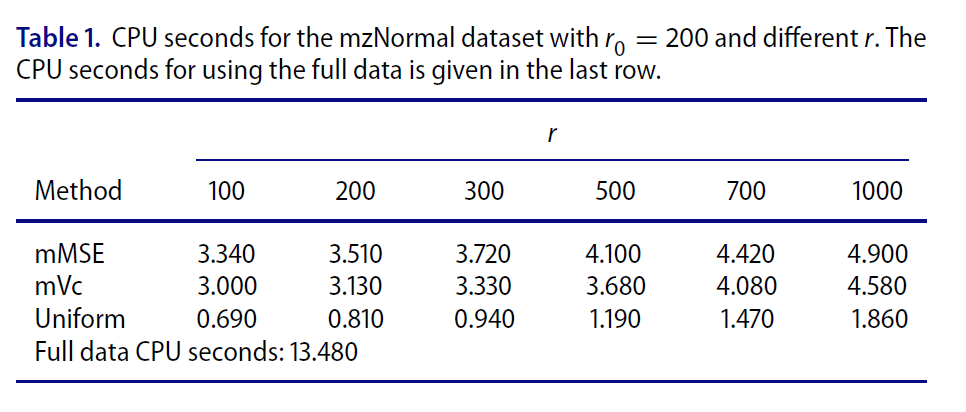 Table 1. CPU seconds for the mzNormal dataset with r₀ = 200 and different r. The
CPU seconds for using the full data is given in the last row.
r
Method 100 200 300 500 700 1000
mMSE 3.340 3.510 3.720 4.100 4.420 4.900
mVc 3.000 3.130 3.330 3.680 4.080 4.580
Uniform 0.690 0.810 0.940 1.190 1.470 1.860
Full data CPU seconds: 13.480